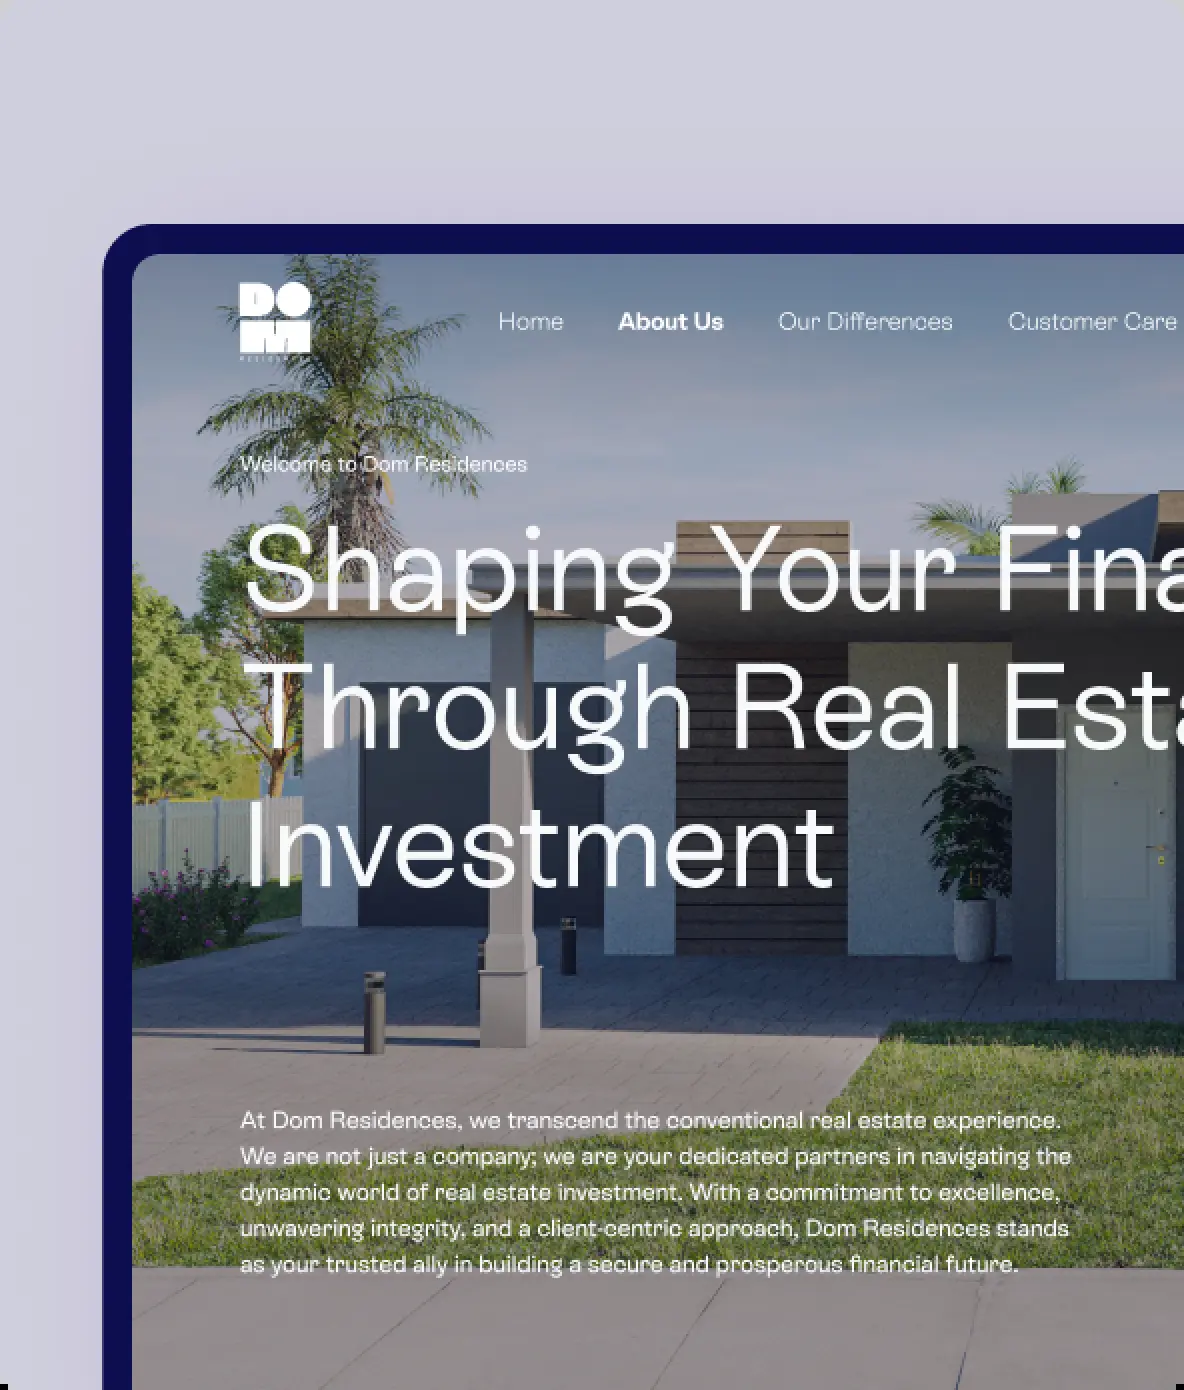 DOM
Home About Us Our Differences Customer Care
Welcome to Dom Residences
Shaping Your Fina
Through Real Esta
Investment
At Dom Residences, we transcend the conventional real estate experience.
We are not just a company; we are your dedicated partners in navigating the
dynamic world of real estate investment. With a commitment to excellence,
unwavering integrity, and a client-centric approach, Dom Residences stands
as your trusted ally in building a secure and prosperous financial future.